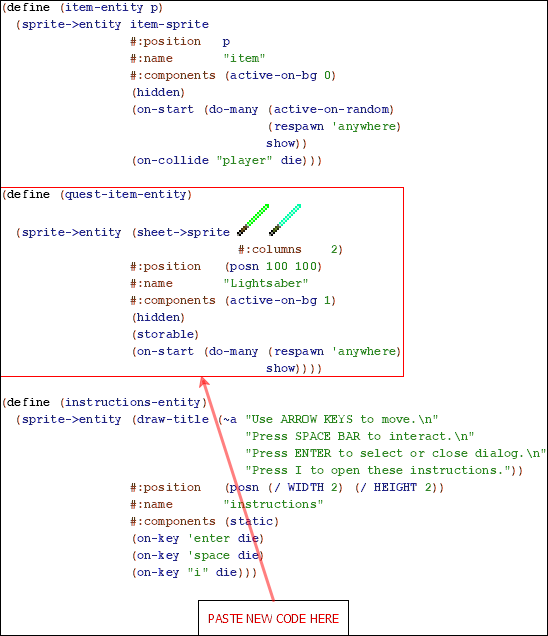 (define (item-entity p)
  (sprite->entity item-sprite
                  #:position   p
                  #:name       "item"
                  #:components (active-on-bg 0)
                  (hidden)
                  (on-start (do-many (active-on-random)
                                     (respawn 'anywhere)
                                     show))
                  (on-collide "player" die)))
(define (quest-item-entity)
  (sprite->entity (sheet->sprite
                                 #:columns    2)
                  #:position   (posn 100 100)
                  #:name       "Lightsaber"
                  #:components (active-on-bg 1)
                  (hidden)
                  (storable)
                  (on-start (do-many (respawn 'anywhere)
                                     show))))
(define (instructions-entity)
  (sprite->entity (draw-title (~a "Use ARROW KEYS to move.\n"
                                  "Press SPACE BAR to interact.\n"
                                  "Press ENTER to select or close dialog.\n"
                                  "Press I to open these instructions."))
                  #:position   (posn (/ WIDTH 2) (/ HEIGHT 2))
                  #:name       "instructions"
                  #:components (static)
                  (on-key 'enter die)
                  (on-key 'space die)
                  (on-key "i" die)))
PASTE NEW CODE HERE